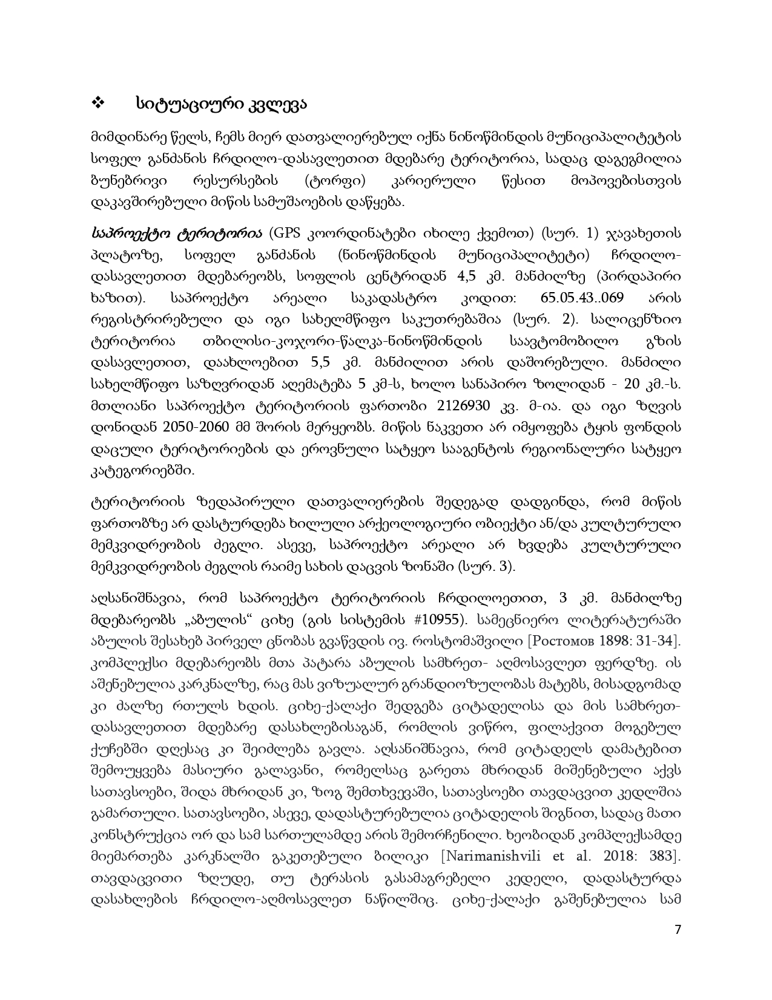 ❖ სიტუაციური კვლევა
მიმდინარე წელს, ჩემს მიერ დათვალიერებულ იქნა ნინოწმინდის მუნიციპალიტეტის
სოფელ განძანის ჩრდილო-დასავლეთით მდებარე ტერიტორია, სადაც დაგეგმილია
ბუნებრივი რესურსების (ტორფი) კარიერული წესით მოპოვებისთვის
დაკავშირებული მიწის სამუშაოების დაწყება.
საპროექტო ტერიტორია (GPS კოორდინატები იხილე ქვემოთ) (სურ. 1) ჯავახეთის
პლატოზე, სოფელ განძანის (ნინოწმინდის მუნიციპალიტეტი) ჩრდილო-
დასავლეთით მდებარეობს, სოფლის ცენტრიდან 4,5 კმ. მანძილზე (პირდაპირი
ხაზით). საპროექტო არეალი საკადასტრო კოდით: 65.05.43..069 არის
რეგისტრირებული და იგი სახელმწიფო საკუთრებაშია (სურ. 2). სალიცენზიო
ტერიტორია თბილისი-კოჯორი-წალკა-ნინოწმინდის საავტომობილო გზის
დასავლეთით, დაახლოებით 5,5 კმ. მანძილით არის დაშორებული. მანძილი
სახელმწიფო საზღვრიდან აღემატება 5 კმ-ს, ხოლო სანაპირო ზოლიდან - 20 კმ.-ს.
მთლიანი საპროექტო ტერიტორიის ფართობი 2126930 კვ. მ-ია. და იგი ზღვის
დონიდან 2050-2060 მმ შორის მერყეობს. მიწის ნაკვეთი არ იმყოფება ტყის ფონდის
დაცული ტერიტორიების და ეროვნული სატყეო სააგენტოს რეგიონალური სატყეო
კატეგორიებში.
ტერიტორიის ზედაპირული დათვალიერების შედეგად დადგინდა, რომ მიწის
ფართობზე არ დასტურდება ხილული არქეოლოგიური ობიექტი ან/და კულტურული
მემკვიდრეობის ძეგლი. ასევე, საპროექტო არეალი არ ხვდება კულტურული
მემკვიდრეობის ძეგლის რაიმე სახის დაცვის ზონაში (სურ. 3).
აღსანიშნავია, რომ საპროექტო ტერიტორიის ჩრდილოეთით, 3 კმ. მანძილზე
მდებარეობს „აბულის“ ციხე (გის სისტემის #10955). სამეცნიერო ლიტერატურაში
აბულის შესახებ პირველ ცნობას გვაწვდის ივ. როსტომაშვილი [Ростомов 1898: 31-34].
კომპლექსი მდებარეობს მთა პატარა აბულის სამხრეთ- აღმოსავლეთ ფერდზე. ის
აშენებულია კარკნალზე, რაც მას ვიზუალურ გრანდიოზულობას მატებს, მისადგომად
კი ძალზე რთულს ხდის. ციხე-ქალაქი შედგება ციტადელისა და მის სამხრეთ-
დასავლეთით მდებარე დასახლებისაგან, რომლის ვიწრო, ფილაქვით მოგებულ
ქუჩებში დღესაც კი შეიძლება გავლა. აღსანიშნავია, რომ ციტადელს დამატებით
შემოუყვება მასიური გალავანი, რომელსაც გარეთა მხრიდან მიშენებული აქვს
სათავსოები, შიდა მხრიდან კი, ზოგ შემთხვევაში, სათავსოები თავდაცვით კედელშია
გამართული. სათავსოები, ასევე, დადასტურებულია ციტადელის შიგნით, სადაც მათი
კონსტრუქცია ორ და სამ სართულამდე არის შემორჩენილი. ხეობიდან კომპლექსამდე
მიემართება კარკნალში გაკეთებული ბილიკი [Narimanishvili et al. 2018: 383].
თავდაცვითი ზღუდე, თუ ტერასის გასამაგრებელი კედელი, დადასტურდა
დასახლების ჩრდილო-აღმოსავლეთ ნაწილშიც. ციხე-ქალაქი გაშენებულია სამ
7